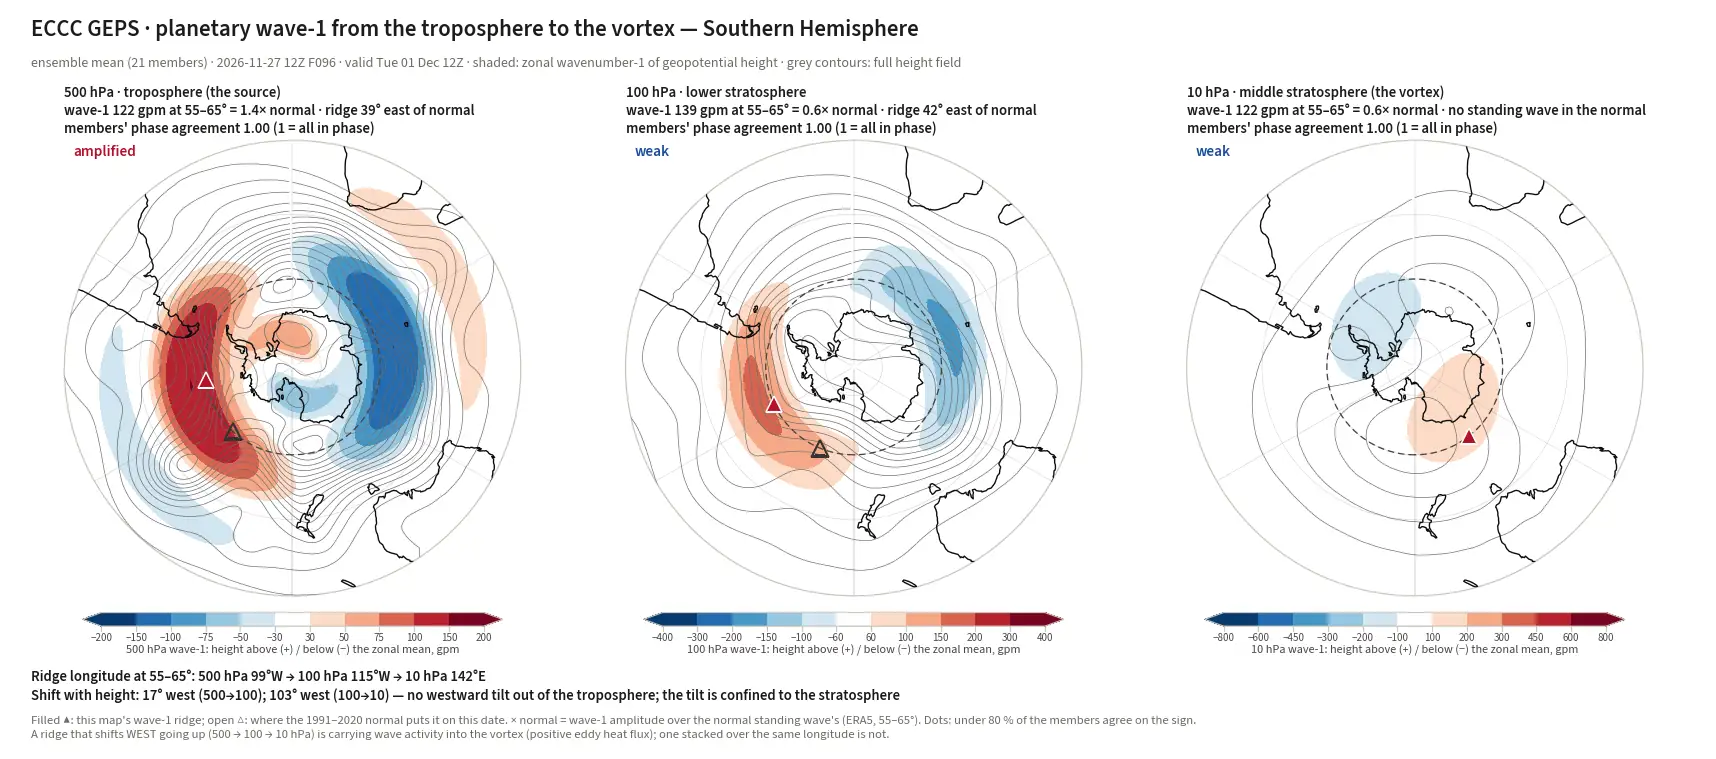 ECCC GEPS · planetary wave-1 from the troposphere to the vortex — Southern Hemisphere
ensemble mean (21 members) · 2026-11-27 12Z F096 · valid Tue 01 Dec 12Z · shaded: zonal wavenumber-1 of geopotential height · grey contours: full height field
500 hPa · troposphere (the source)
wave-1 122 gpm at 55–65° = 1.4× normal · ridge 39° east of normal
members' phase agreement 1.00 (1 = all in phase)
amplified
100 hPa · lower stratosphere
wave-1 139 gpm at 55–65° = 0.6× normal · ridge 42° east of normal
members' phase agreement 1.00 (1 = all in phase)
weak
10 hPa · middle stratosphere (the vortex)
wave-1 122 gpm at 55–65° = 0.6× normal · no standing wave in the normal
members' phase agreement 1.00 (1 = all in phase)
weak
−200 −150 −100 −75 −50 −30 30 50 75 100 150 200
500 hPa wave-1: height above (+) / below (−) the zonal mean, gpm
−400 −300 −200 −150 −100 −60 60 100 150 200 300 400
100 hPa wave-1: height above (+) / below (−) the zonal mean, gpm
−800 −600 −450 −300 −200 −100 100 200 300 450 600 800
10 hPa wave-1: height above (+) / below (−) the zonal mean, gpm
Ridge longitude at 55–65°: 500 hPa 99°W → 100 hPa 115°W → 10 hPa 142°E
Shift with height: 17° west (500→100); 103° west (100→10) — no westward tilt out of the troposphere; the tilt is confined to the stratosphere
Filled ▲: this map's wave-1 ridge; open △: where the 1991–2020 normal puts it on this date. × normal = wave-1 amplitude over the normal standing wave's (ERA5, 55–65°). Dots: under 80 % of the members agree on the sign.
A ridge that shifts WEST going up (500 → 100 → 10 hPa) is carrying wave activity into the vortex (positive eddy heat flux); one stacked over the same longitude is not.